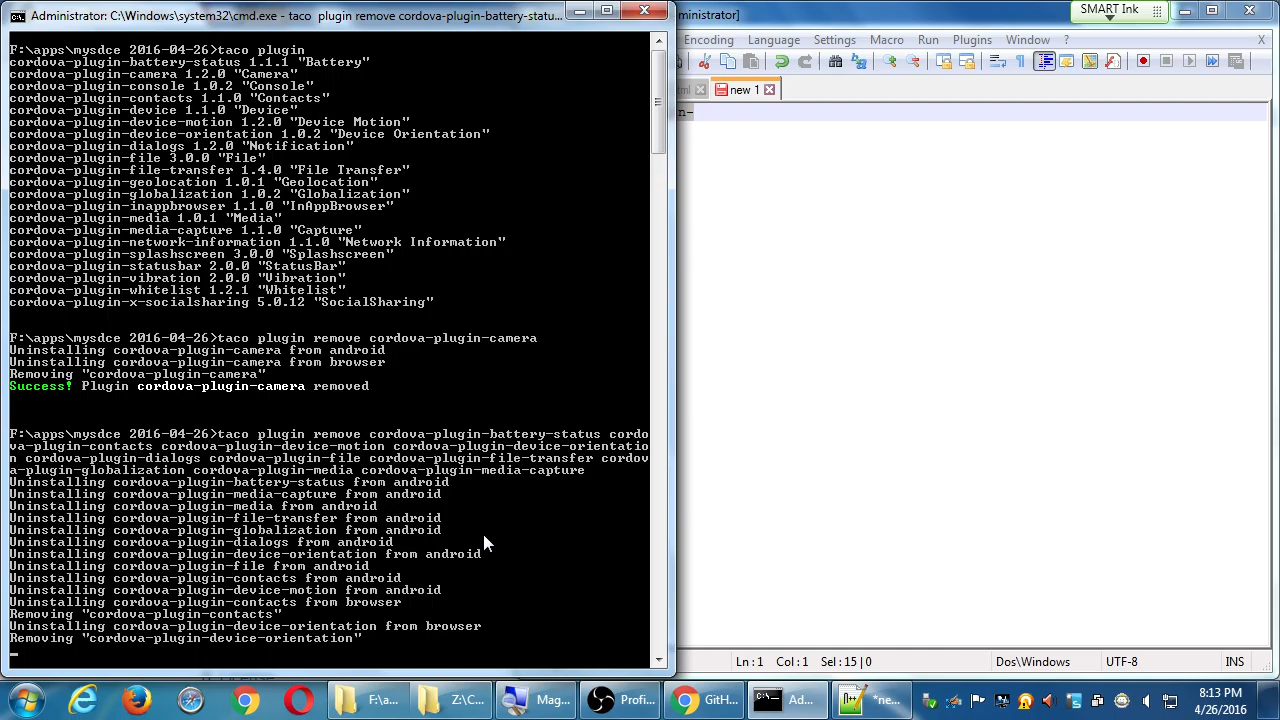 Administrator: C:\Windows\system32\cmd.exe - taco  plugin remove cordova-plugin-battery-statu...
F:\apps\mysdce 2016-04-26>taco plugin
cordova-plugin-battery-status 1.1.1 "Battery"
cordova-plugin-camera 1.2.0 "Camera"
cordova-plugin-console 1.0.2 "Console"
cordova-plugin-contacts 1.1.0 "Contacts"
cordova-plugin-device 1.1.0 "Device"
cordova-plugin-device-motion 1.2.0 "Device Motion"
cordova-plugin-device-orientation 1.0.2 "Device Orientation"
cordova-plugin-dialogs 1.2.0 "Notification"
cordova-plugin-file 3.0.0 "File"
cordova-plugin-file-transfer 1.4.0 "File Transfer"
cordova-plugin-geolocation 1.0.1 "Geolocation"
cordova-plugin-globalization 1.0.2 "Globalization"
cordova-plugin-inappbrowser 1.1.0 "InAppBrowser"
cordova-plugin-media 1.0.1 "Media"
cordova-plugin-media-capture 1.1.0 "Capture"
cordova-plugin-network-information 1.1.0 "Network Information"
cordova-plugin-splashscreen 3.0.0 "Splashscreen"
cordova-plugin-statusbar 2.0.0 "StatusBar"
cordova-plugin-vibration 2.0.0 "Vibration"
cordova-plugin-whitelist 1.2.1 "Whitelist"
cordova-plugin-x-socialsharing 5.0.12 "SocialSharing"
F:\apps\mysdce 2016-04-26>taco plugin remove cordova-plugin-camera
Uninstalling cordova-plugin-camera from android
Uninstalling cordova-plugin-camera from browser
Removing "cordova-plugin-camera"
Success! Plugin cordova-plugin-camera removed
F:\apps\mysdce 2016-04-26>taco plugin remove cordova-plugin-battery-status cordo
va-plugin-contacts cordova-plugin-device-motion cordova-plugin-device-orientatio
n cordova-plugin-dialogs cordova-plugin-file cordova-plugin-file-transfer cordov
a-plugin-globalization cordova-plugin-media cordova-plugin-media-capture
Uninstalling cordova-plugin-battery-status from android
Uninstalling cordova-plugin-media-capture from android
Uninstalling cordova-plugin-media from android
Uninstalling cordova-plugin-file-transfer from android
Uninstalling cordova-plugin-globalization from android
Uninstalling cordova-plugin-dialogs from android
Uninstalling cordova-plugin-device-orientation from android
Uninstalling cordova-plugin-file from android
Uninstalling cordova-plugin-contacts from android
Uninstalling cordova-plugin-device-motion from android
Uninstalling cordova-plugin-contacts from browser
Removing "cordova-plugin-contacts"
Uninstalling cordova-plugin-device-orientation from browser
Removing "cordova-plugin-device-orientation"
ministrator]
SMART Ink
Encoding Language Settings Macro Run Plugins Window ? X
ml new 1
n-
Ln:1 Col:1 Sel:15|0 Dos\Windows UTF-8 INS
F:\a... Z:\C... Mag... Profi... GitH... Ad... *ne...
8:13 PM
4/26/2016